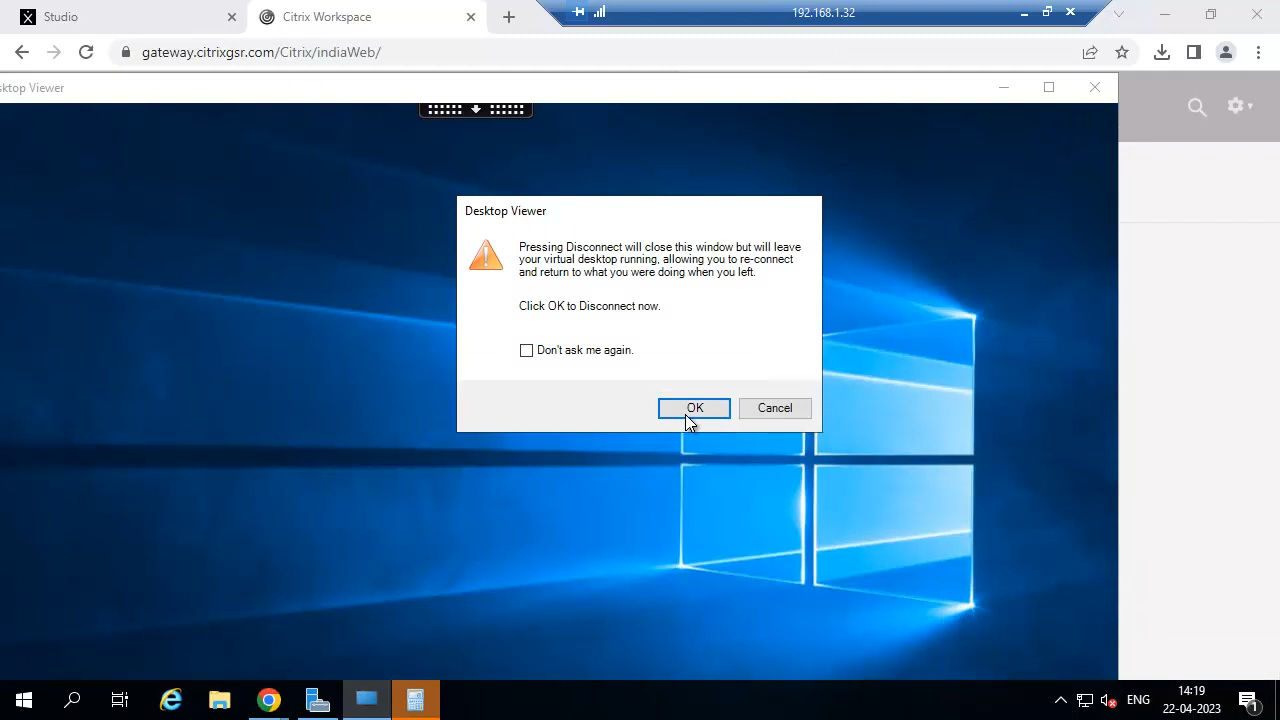 Studio
Citrix Workspace
192.168.1.32
gateway.citrixgsr.com/Citrix/indiaWeb/
sktop Viewer
Desktop Viewer
Pressing Disconnect will close this window but will leave
your virtual desktop running, allowing you to re-connect
and return to what you were doing when you left.
Click OK to Disconnect now.
Don't ask me again.
OK
Cancel
ENG
14:19
22-04-2023
1